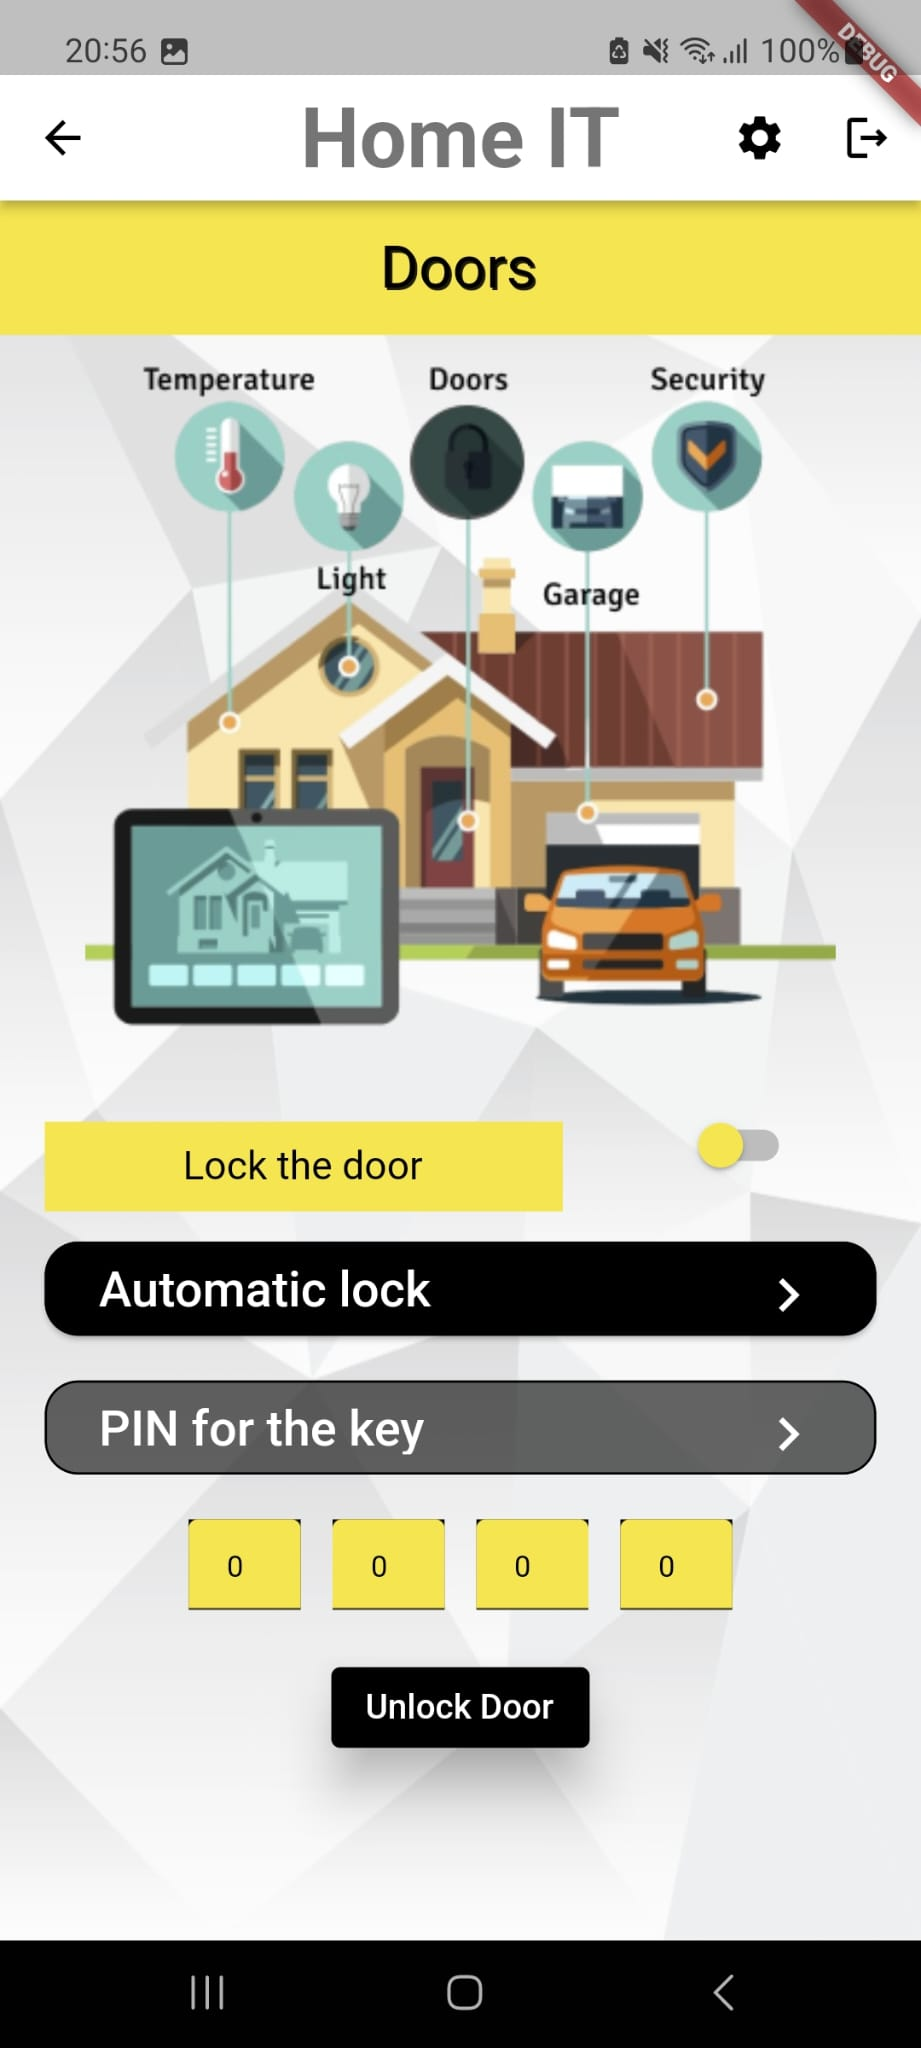 20:56
100%
DEBUG
Home IT
Doors
Temperature
Doors
Security
Light
Garage
Lock the door
Automatic lock
PIN for the key
0 0 0 0
Unlock Door